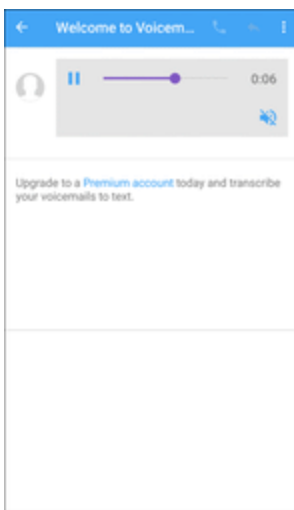 Welcome to Voicem...
0:06
Upgrade to a Premium account today and transcribe
your voicemails to text.